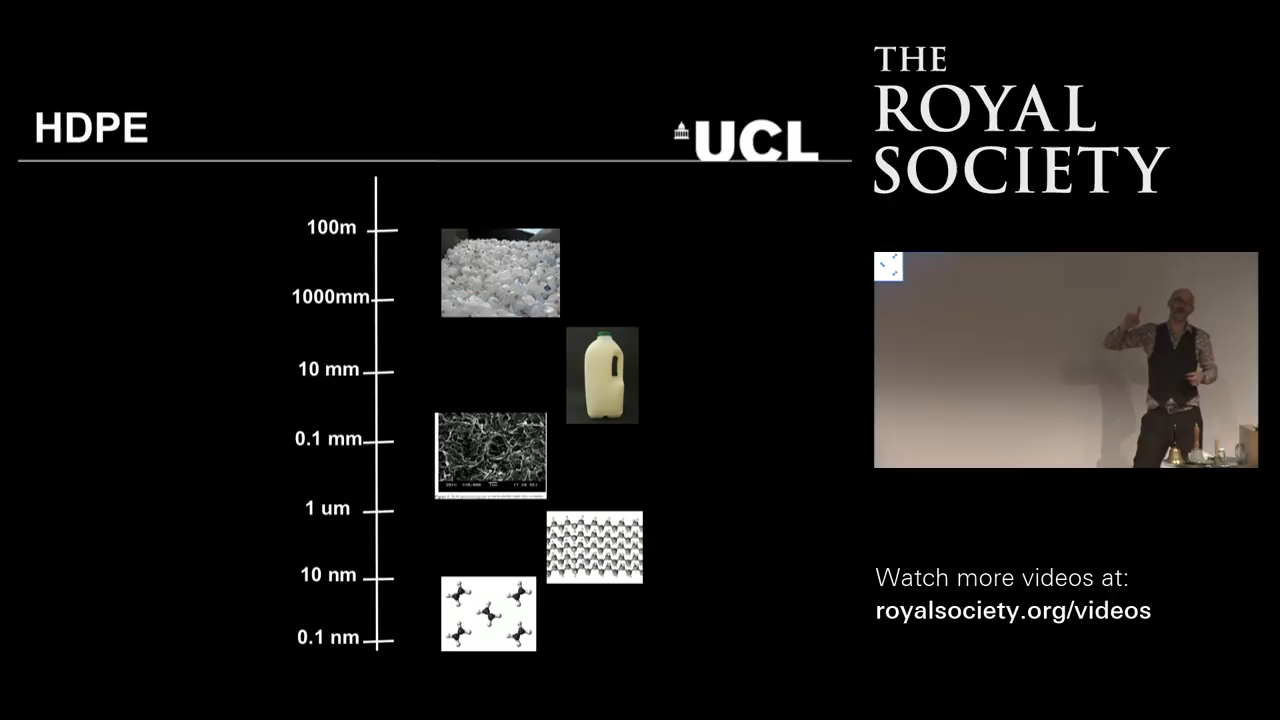 HDPE
UCL
100m
1000mm
10 mm
0.1 mm
1 um
10 nm
0.1 nm
THE
ROYAL
SOCIETY
Watch more videos at:
royalsociety.org/videos